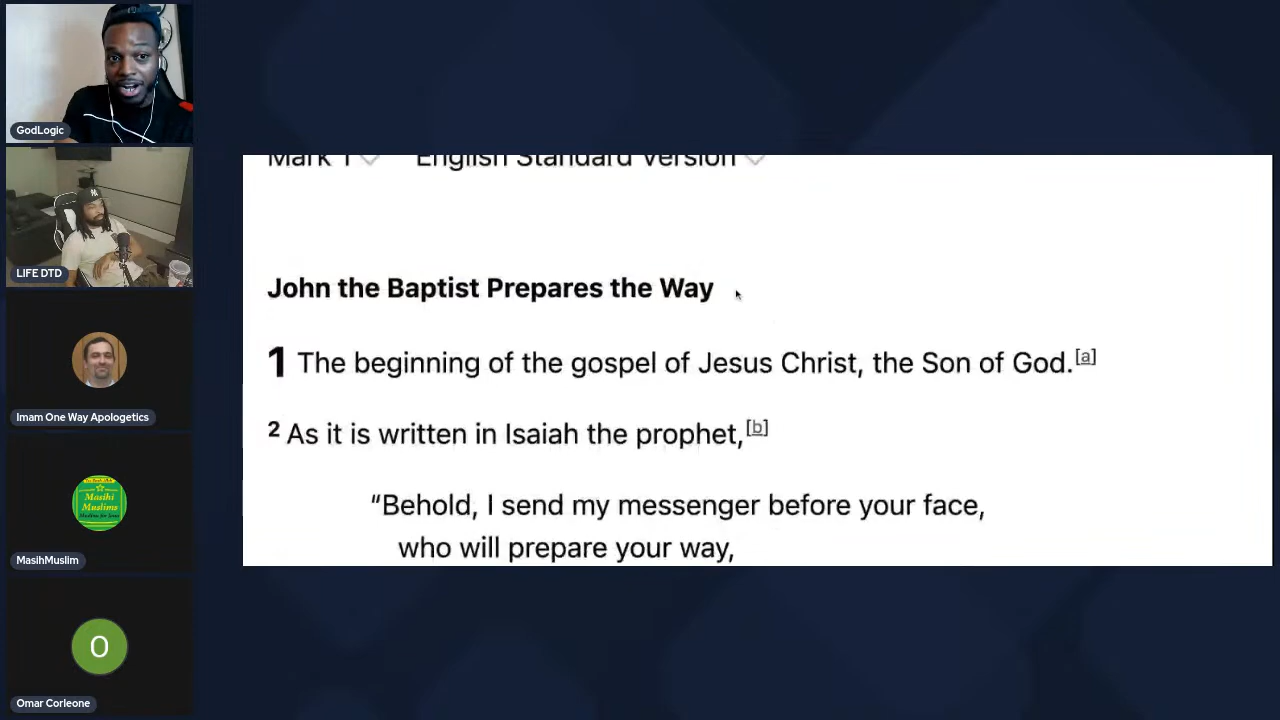 GodLogic
LIFE DTD
Imam One Way Apologetics
Masihi
Muslims
MasihMuslim
O
Omar Corleone
Mark 1 English Standard Version
John the Baptist Prepares the Way
1 The beginning of the gospel of Jesus Christ, the Son of God.[a]
2 As it is written in Isaiah the prophet,[b]
“Behold, I send my messenger before your face,
who will prepare your way,